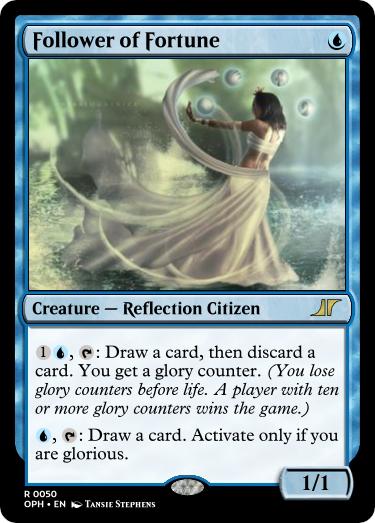 Follower of Fortune
Creature — Reflection Citizen
1, : Draw a card, then discard a
card. You get a glory counter. (You lose
glory counters before life. A player with ten
or more glory counters wins the game.)
, : Draw a card. Activate only if you
are glorious.
1/1
R 0050
OPH • EN Tansie Stephens